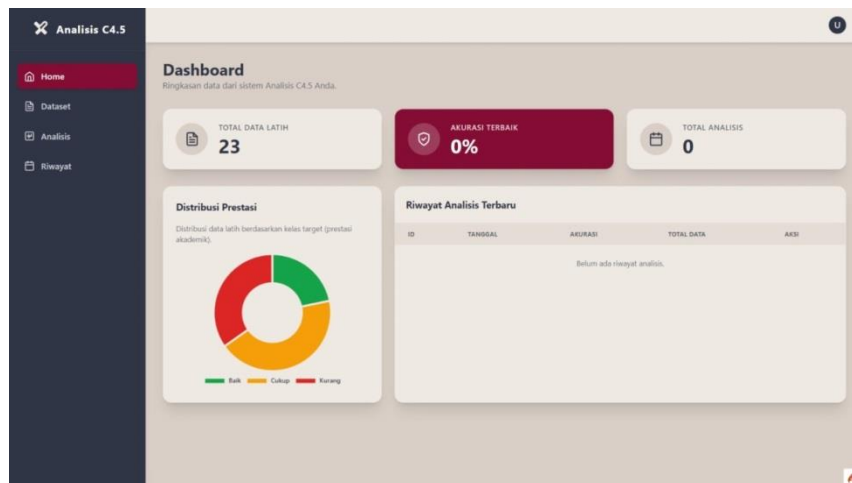 Analisis C4.5
U
Home
Dataset
Analisis
Riwayat
Dashboard
Ringkasan data dari sistem Analisis C4.5 Anda.
TOTAL DATA LATIH
23
AKURASI TERBAIK
0%
TOTAL ANALISIS
0
Distribusi Prestasi
Distribusi data latih berdasarkan kelas target (prestasi
akademik).
Baik Cukup Kurang
Riwayat Analisis Terbaru
ID TANGGAL AKURASI TOTAL DATA AKSI
Belum ada riwayat analisis.